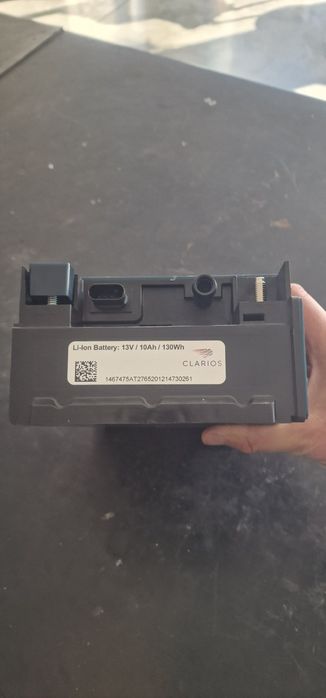 Li-Ion Battery: 13V / 10Ah / 130Wh
CLARIOS
1467475AT2765201214730261